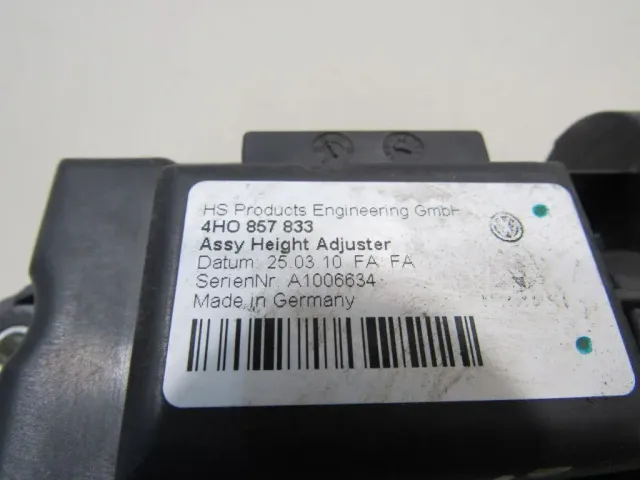 HS Products Engineering GmbH
4HO 857 833
Assy Height Adjuster
Datum: 25.03.10 FA FA
SerienNr. A1006634
Made in Germany